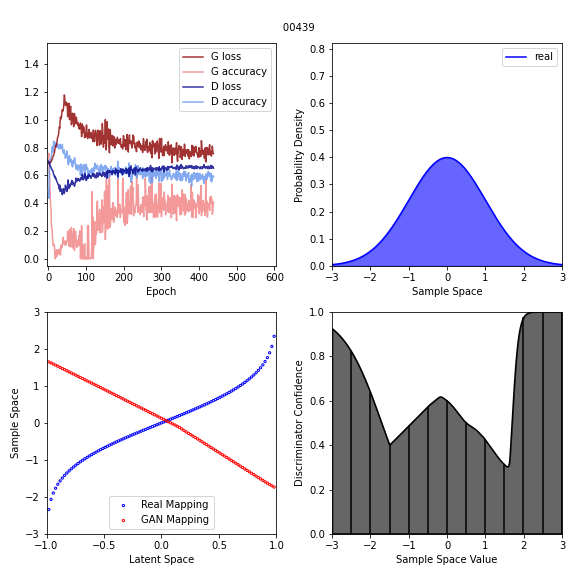 00439
G loss
G accuracy
D loss
D accuracy
1.4
1.2
1.0
0.8
0.6
0.4
0.2
0.0
0 100 200 300 400 500 600
Epoch
real
Probability Density
0.8
0.7
0.6
0.5
0.4
0.3
0.2
0.1
0.0
−3 −2 −1 0 1 2 3
Sample Space
Sample Space
3
2
1
0
−1
−2
−3
Real Mapping
GAN Mapping
−1.0 −0.5 0.0 0.5 1.0
Latent Space
Discriminator Confidence
1.0
0.8
0.6
0.4
0.2
0.0
−3 −2 −1 0 1 2 3
Sample Space Value